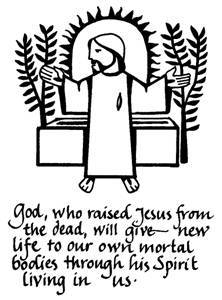 God, who raised Jesus from
the dead, will give new
life to our own mortal
bodies through his Spirit
living in us.